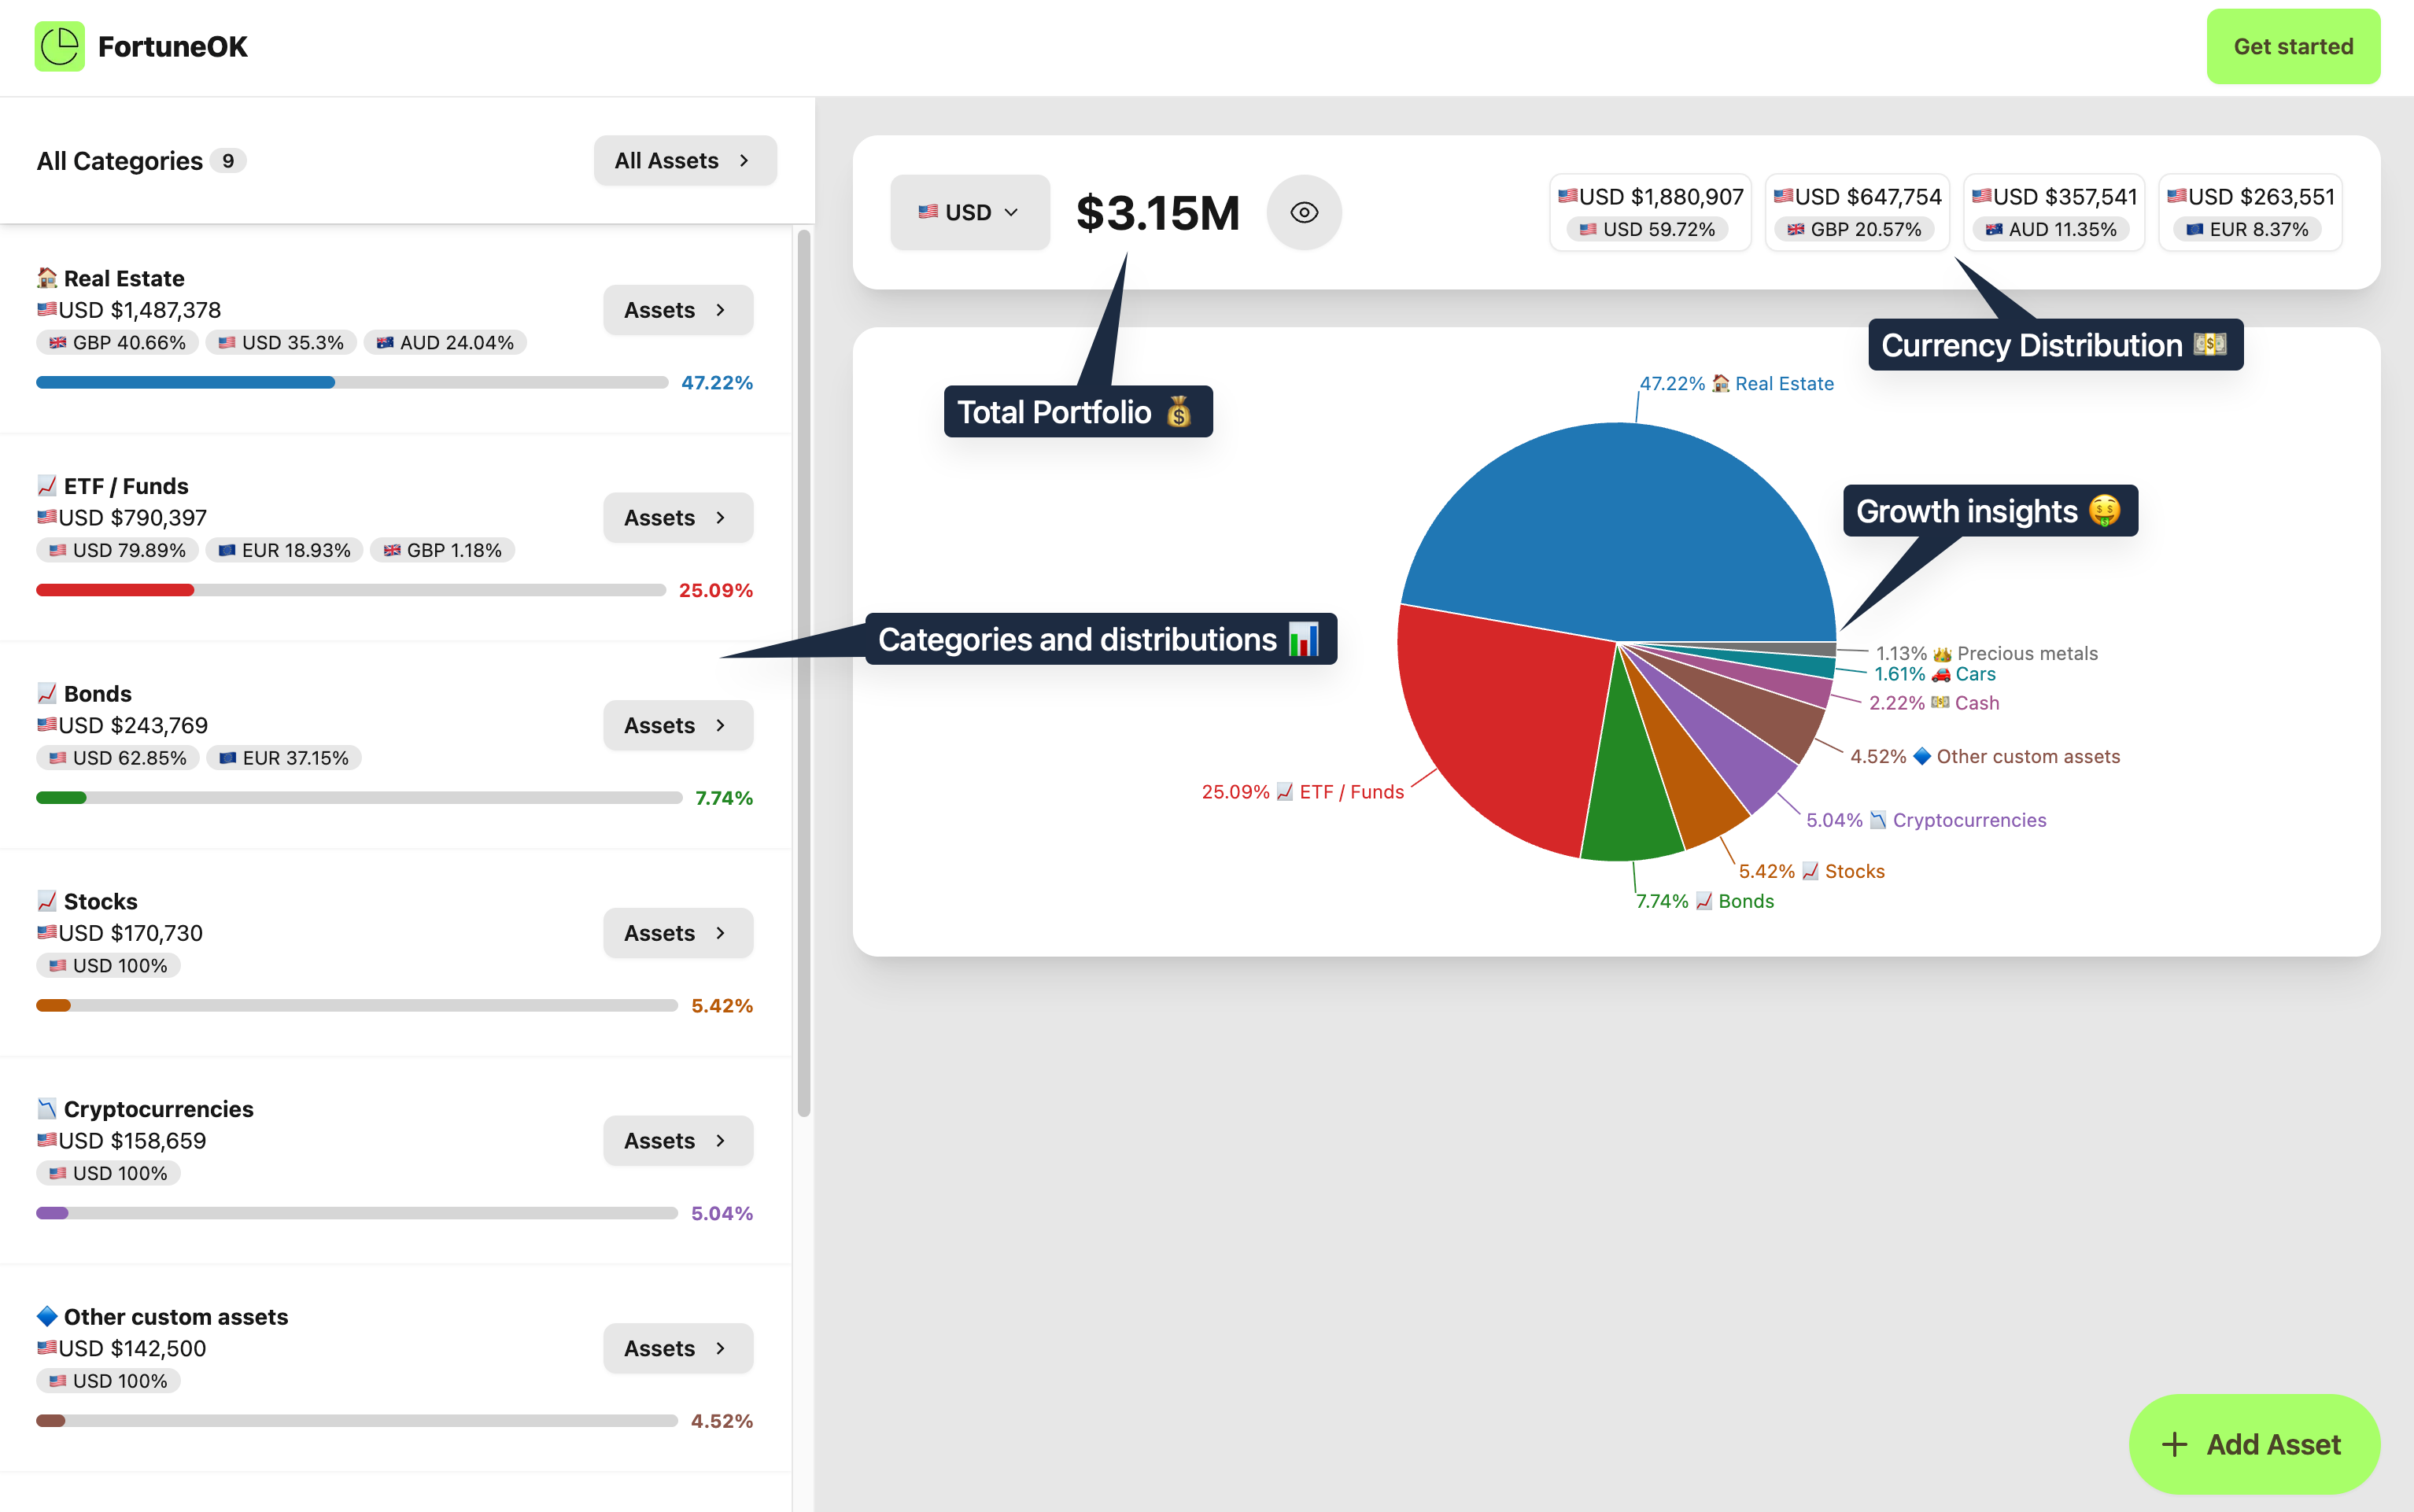 FortuneOK
Get started
All Categories 9
All Assets
🏠 Real Estate
🇺🇸USD $1,487,378
🇬🇧 GBP 40.66% 🇺🇸 USD 35.3% 🇦🇺 AUD 24.04%
Assets
47.22%
📈 ETF / Funds
🇺🇸USD $790,397
🇺🇸 USD 79.89% 🇪🇺 EUR 18.93% 🇬🇧 GBP 1.18%
Assets
25.09%
📈 Bonds
🇺🇸USD $243,769
🇺🇸 USD 62.85% 🇪🇺 EUR 37.15%
Assets
7.74%
📈 Stocks
🇺🇸USD $170,730
🇺🇸 USD 100%
Assets
5.42%
📉 Cryptocurrencies
🇺🇸USD $158,659
🇺🇸 USD 100%
Assets
5.04%
🔷 Other custom assets
🇺🇸USD $142,500
🇺🇸 USD 100%
Assets
4.52%
🇺🇸 USD
$3.15M
🇺🇸USD $1,880,907
🇺🇸 USD 59.72%
🇺🇸USD $647,754
🇬🇧 GBP 20.57%
🇺🇸USD $357,541
🇦🇺 AUD 11.35%
🇺🇸USD $263,551
🇪🇺 EUR 8.37%
Total Portfolio 💰
Currency Distribution 💵
Growth insights 🤑
Categories and distributions 📊
47.22% 🏠 Real Estate
1.13% 👑 Precious metals
1.61% 🚗 Cars
2.22% 💵 Cash
4.52% 🔷 Other custom assets
5.04% 📉 Cryptocurrencies
5.42% 📈 Stocks
7.74% 📈 Bonds
25.09% 📈 ETF / Funds
+ Add Asset